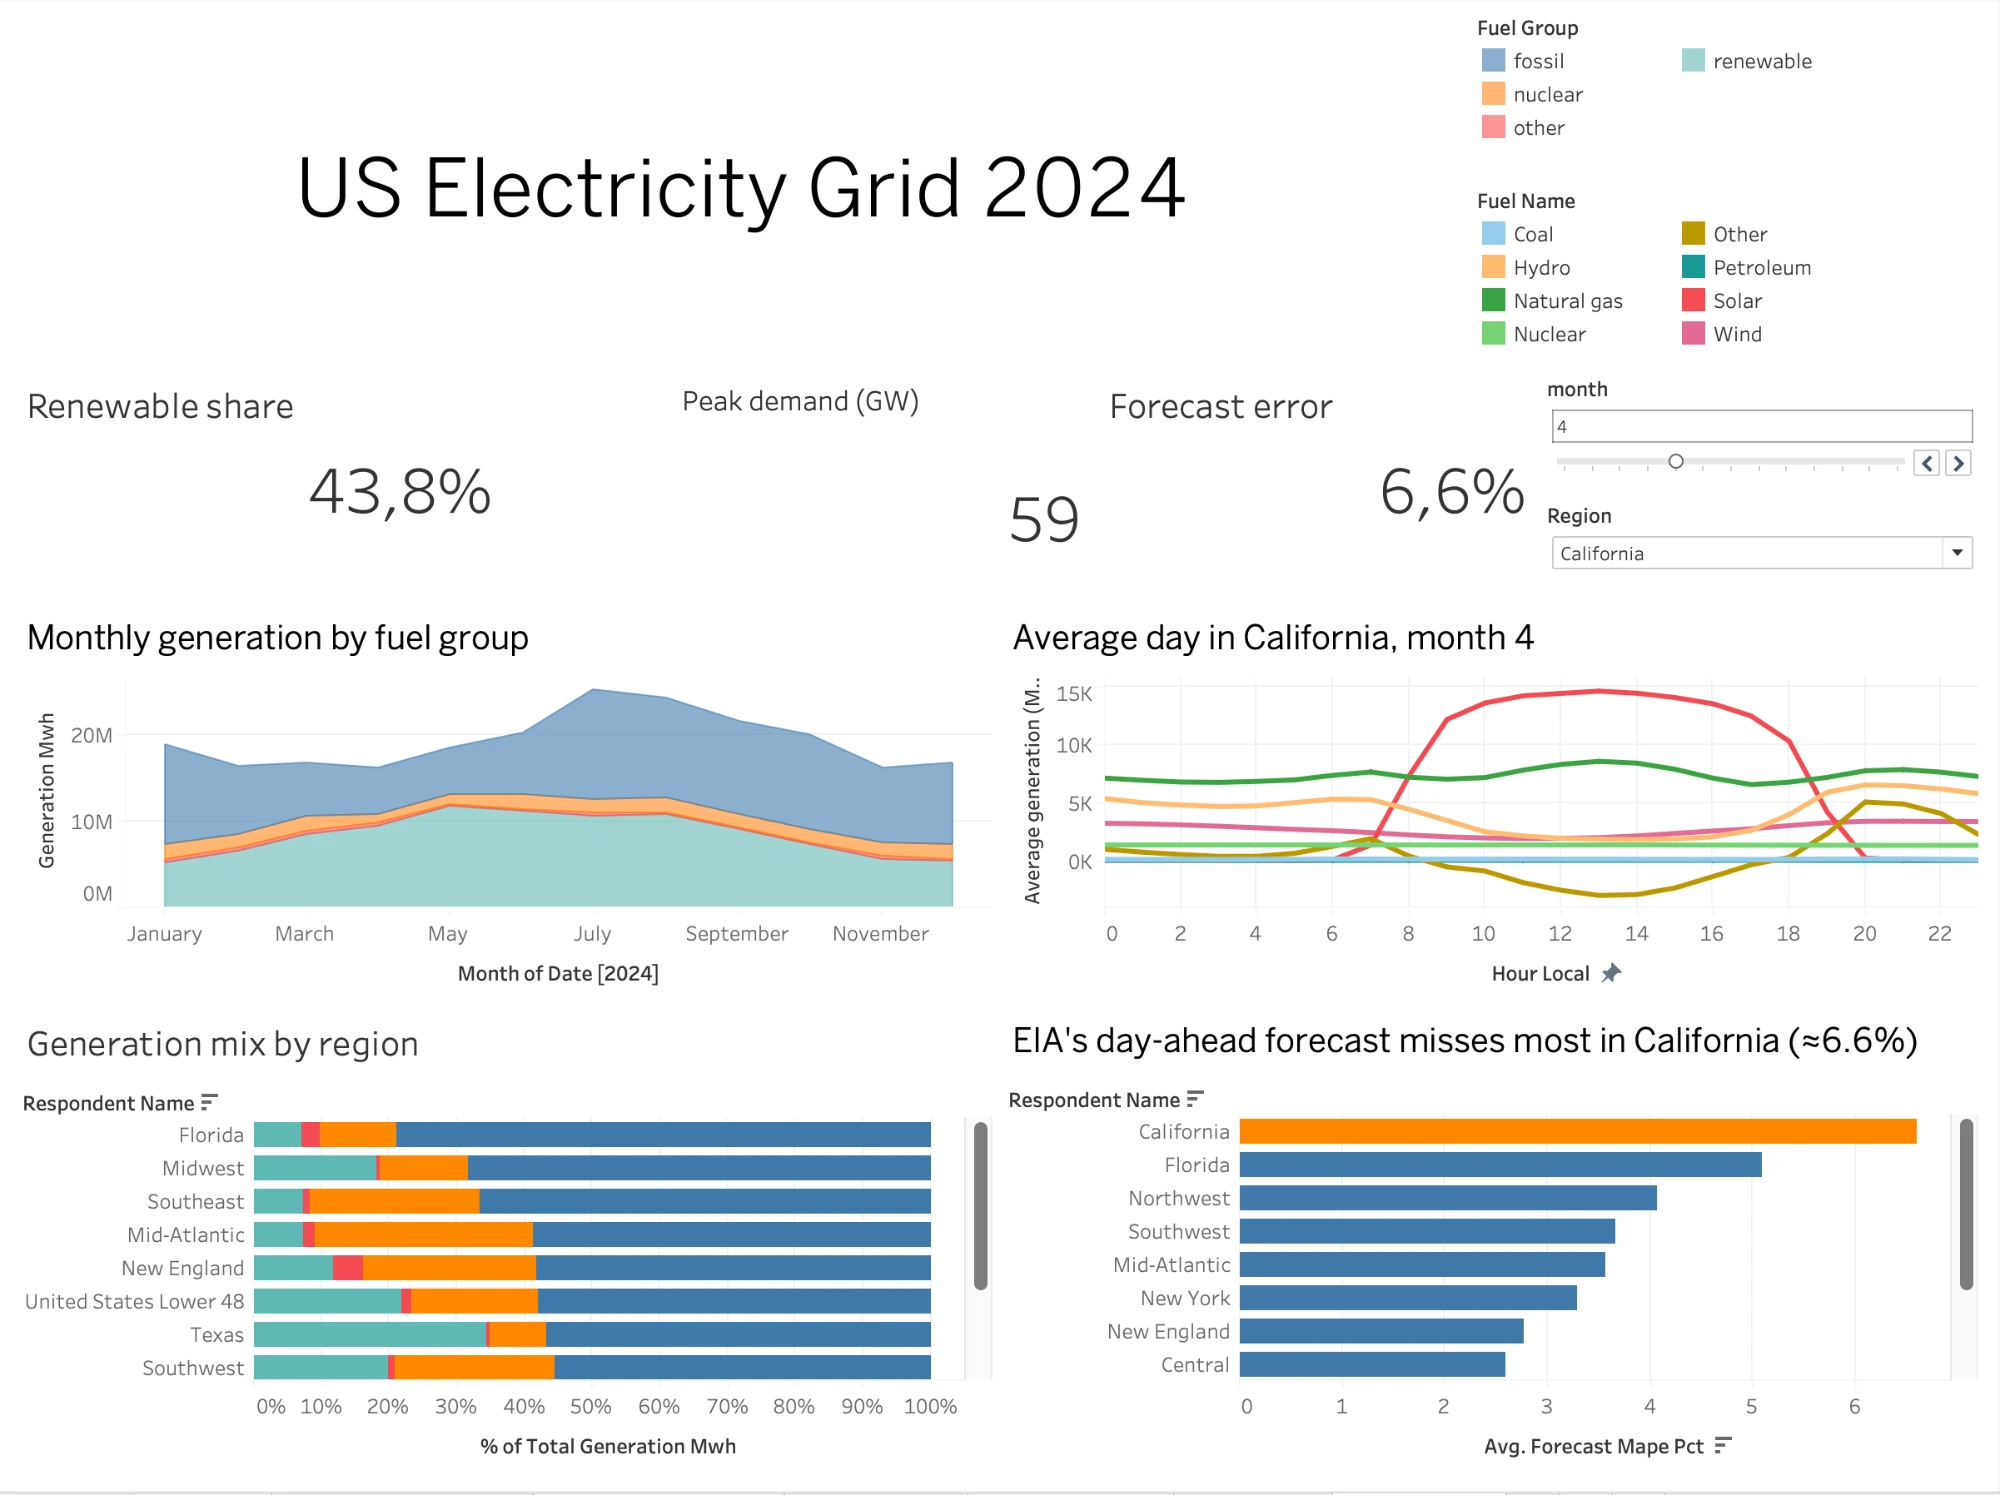 Fuel Group
fossil
renewable
nuclear
other
US Electricity Grid 2024
Fuel Name
Coal
Other
Hydro
Petroleum
Natural gas
Solar
Nuclear
Wind
Renewable share
43,8%
Peak demand (GW)
59
Forecast error
6,6%
month
4
Region
California
Monthly generation by fuel group
Generation Mwh
20M
10M
0M
January March May July September November
Month of Date [2024]
Average day in California, month 4
Average generation (M..
15K
10K
5K
0K
0 2 4 6 8 10 12 14 16 18 20 22
Hour Local
Generation mix by region
Respondent Name
Florida
Midwest
Southeast
Mid-Atlantic
New England
United States Lower 48
Texas
Southwest
0% 10% 20% 30% 40% 50% 60% 70% 80% 90% 100%
% of Total Generation Mwh
EIA's day-ahead forecast misses most in California (≈6.6%)
Respondent Name
California
Florida
Northwest
Southwest
Mid-Atlantic
New York
New England
Central
0 1 2 3 4 5 6
Avg. Forecast Mape Pct